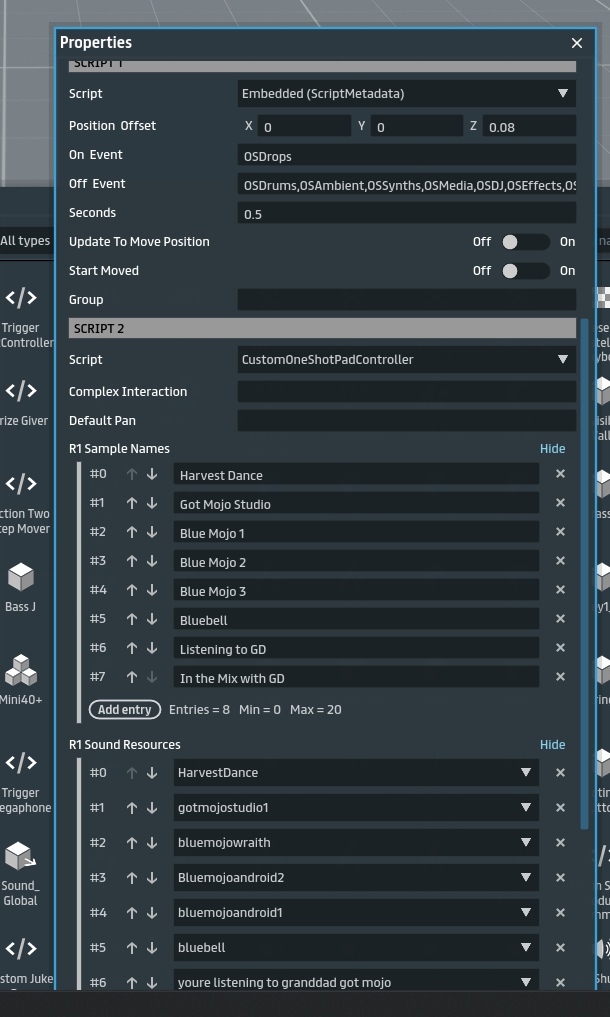 Properties
SCRIPT 1
Script Embedded (ScriptMetadata)
Position Offset X 0 Y 0 Z 0.08
On Event OSDrops
Off Event OSDrums,OSAmbient,OSSynths,OSMedia,OSDJ,OSEffects,OS
Seconds 0.5
Update To Move Position Off On
Start Moved Off On
Group
SCRIPT 2
Script CustomOneShotPadController
Complex Interaction
Default Pan
R1 Sample Names Hide
#0 Harvest Dance
#1 Got Mojo Studio
#2 Blue Mojo 1
#3 Blue Mojo 2
#4 Blue Mojo 3
#5 Bluebell
#6 Listening to GD
#7 In the Mix with GD
Add entry Entries = 8 Min = 0 Max = 20
R1 Sound Resources Hide
#0 HarvestDance
#1 gotmojostudio1
#2 bluemojowraith
#3 Bluemojoandroid2
#4 bluemojoandroid1
#5 bluebell
#6 youre listening to granddad got mojo
All types
Trigger
Controller
rize Giver
ction Two
tep Mover
Bass J
Mini40+
Trigger
egaphone
Sound_
Global
stom Juke